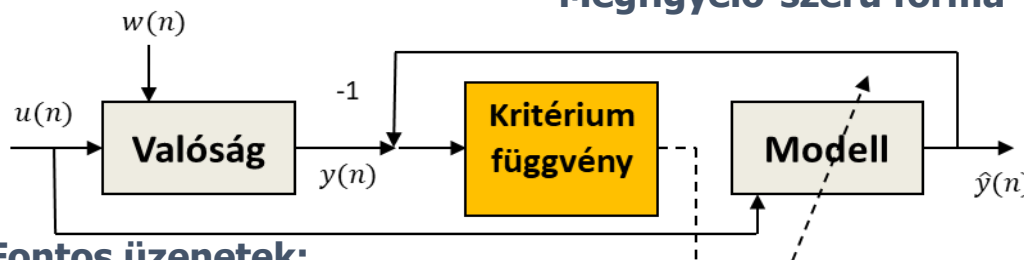 Megfigyelő-szerű forma
w(n)
u(n)
-1
Valóság
y(n)
Kritérium
függvény
Modell
ŷ(n)
Fontos üzenetek: